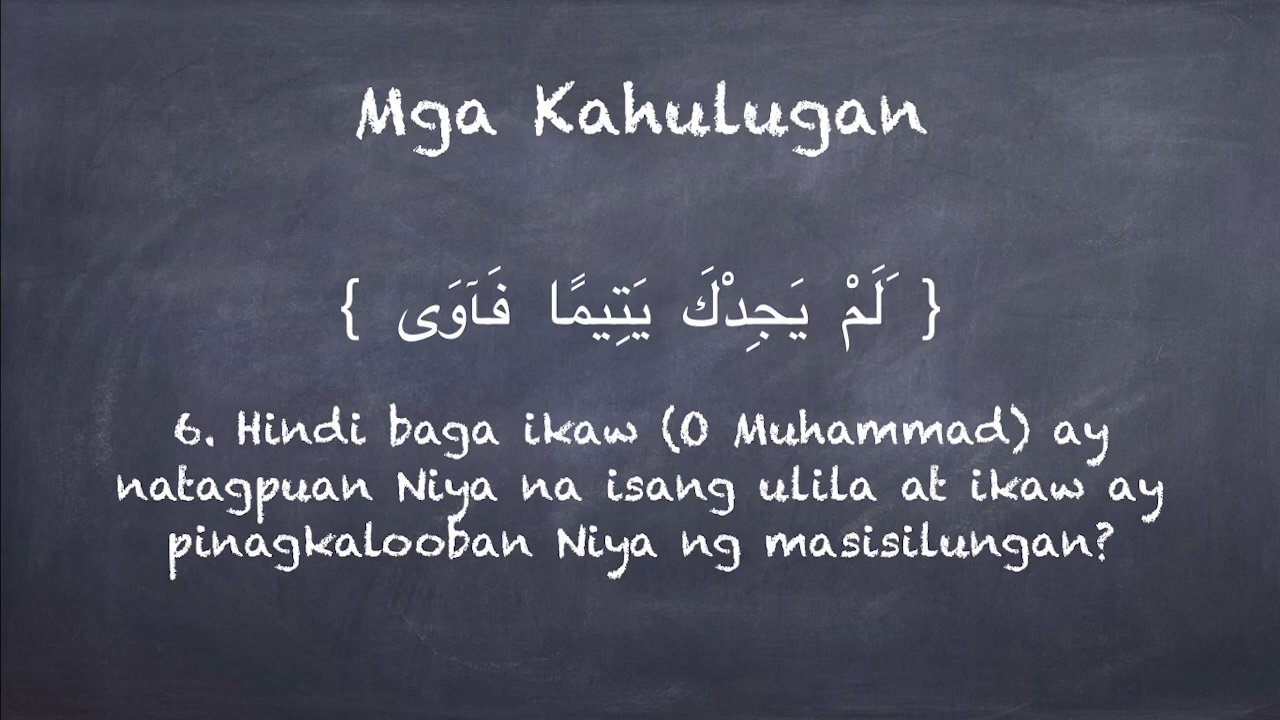 Mga Kahulugan
{ َلَمْ يَجِدْكَ يَتِيمًا فَآوَى }
6. Hindi baga ikaw (O Muhammad) ay
natagpuan Niya na isang ulila at ikaw ay
pinagkalooban Niya ng masisilungan?